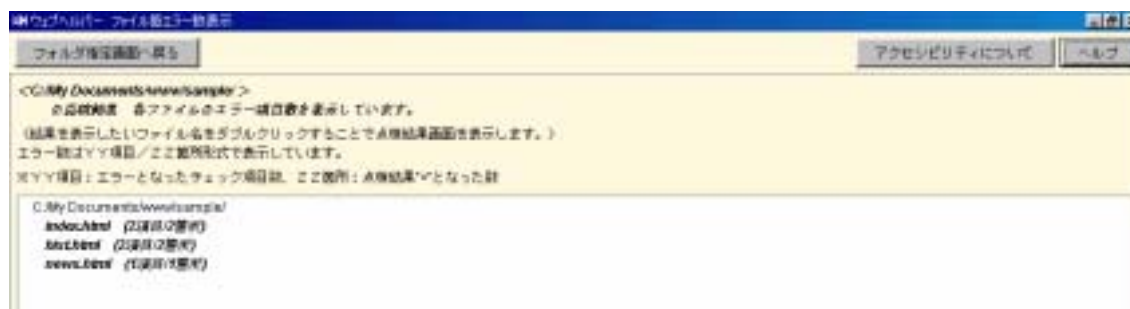 ウェブヘルパー ファイル毎エラー数表示
フォルダ指定画面へ戻る
アクセシビリティについて
ヘルプ
<C:/My Documents/www/sample/ >
の点検結果 各ファイルのエラー項目数を表示しています。
(結果を表示したいファイル名をダブルクリックすることで点検結果画面を表示します。)
エラー数はYY項目/ZZ箇所形式で表示しています。
※YY項目:エラーとなったチェック項目数、ZZ箇所:点検結果"×"となった数
C:/My Documents/www/sample/
index.html (2項目/2箇所)
list.html (2項目/2箇所)
news.html (1項目/1箇所)